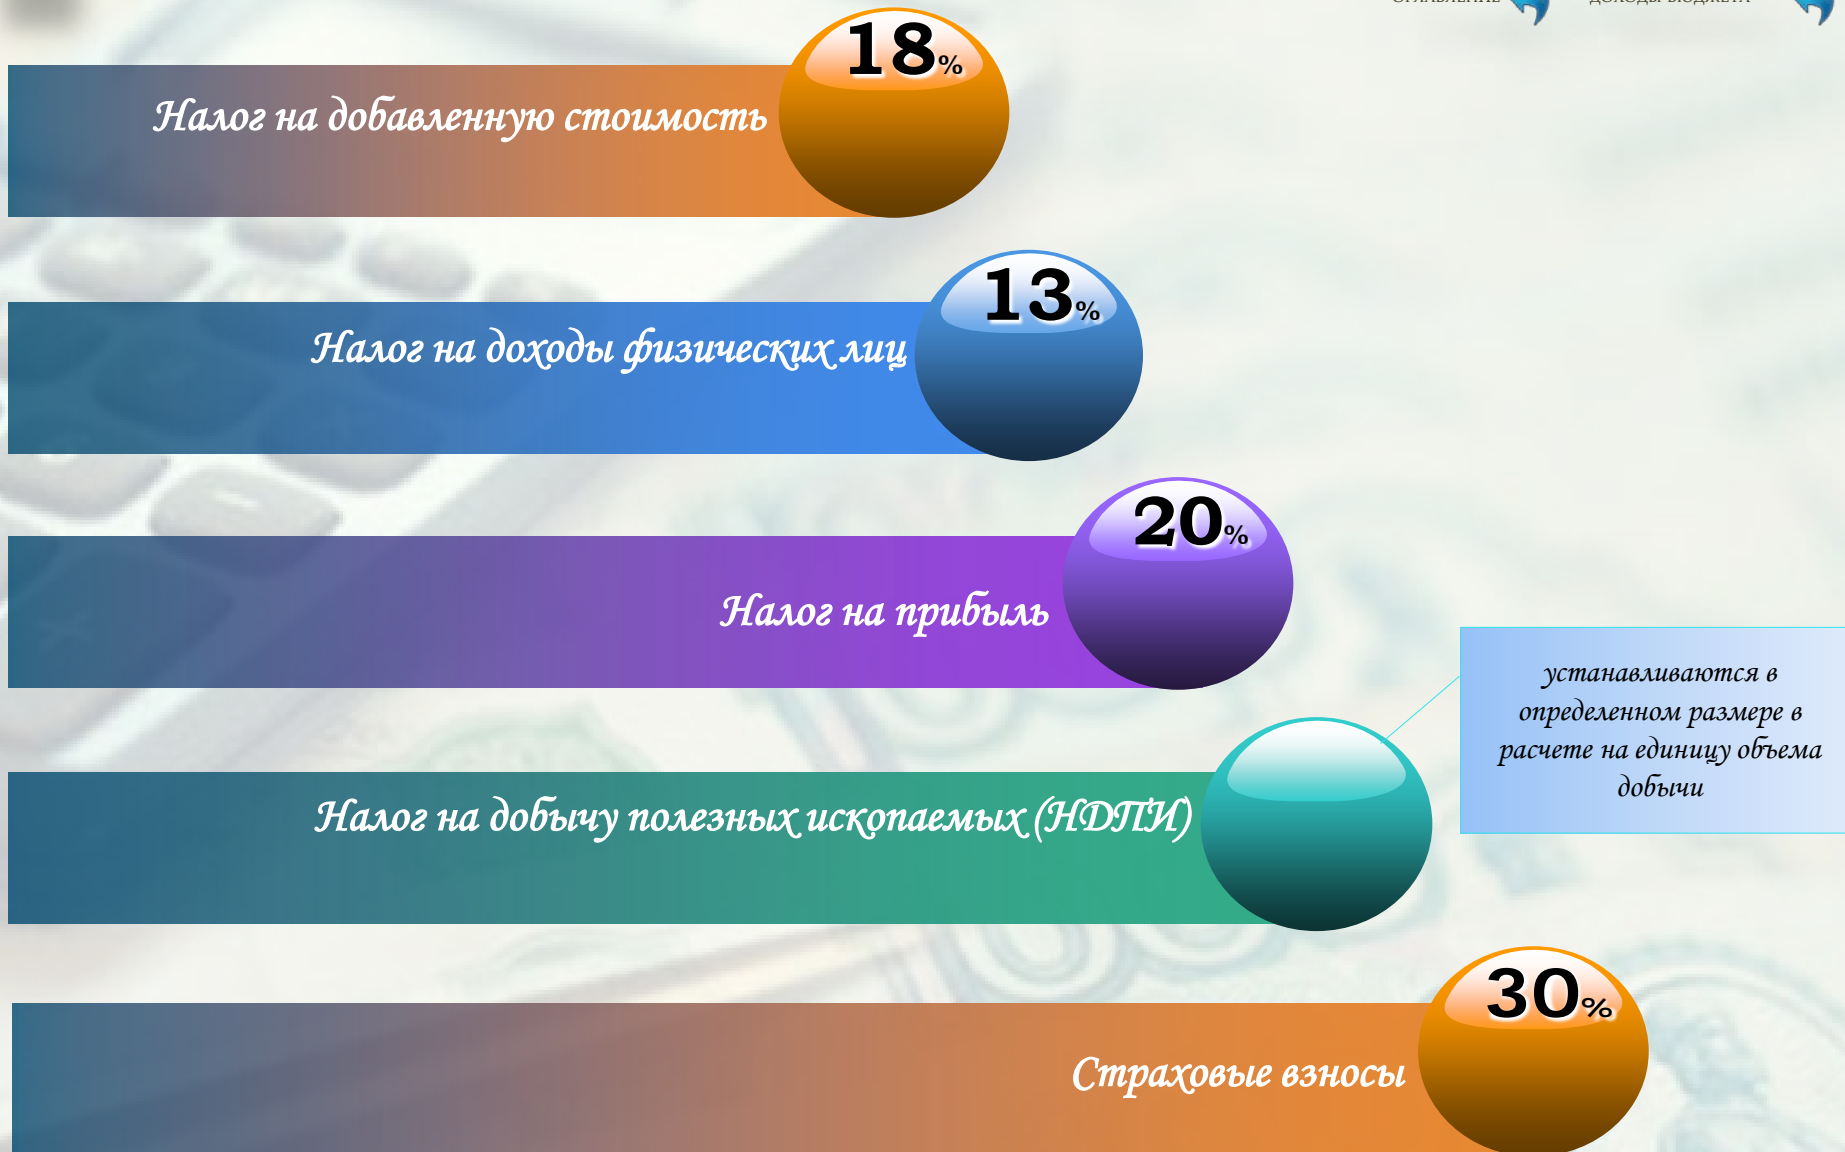 18%
Налог на добавленную стоимость
13%
Налог на доходы физических лиц
20%
Налог на прибыль
устанавливаются в
определенном размере в
расчете на единицу объема
добычи
Налог на добычу полезных ископаемых (НДПИ)
30%
Страховые взносы